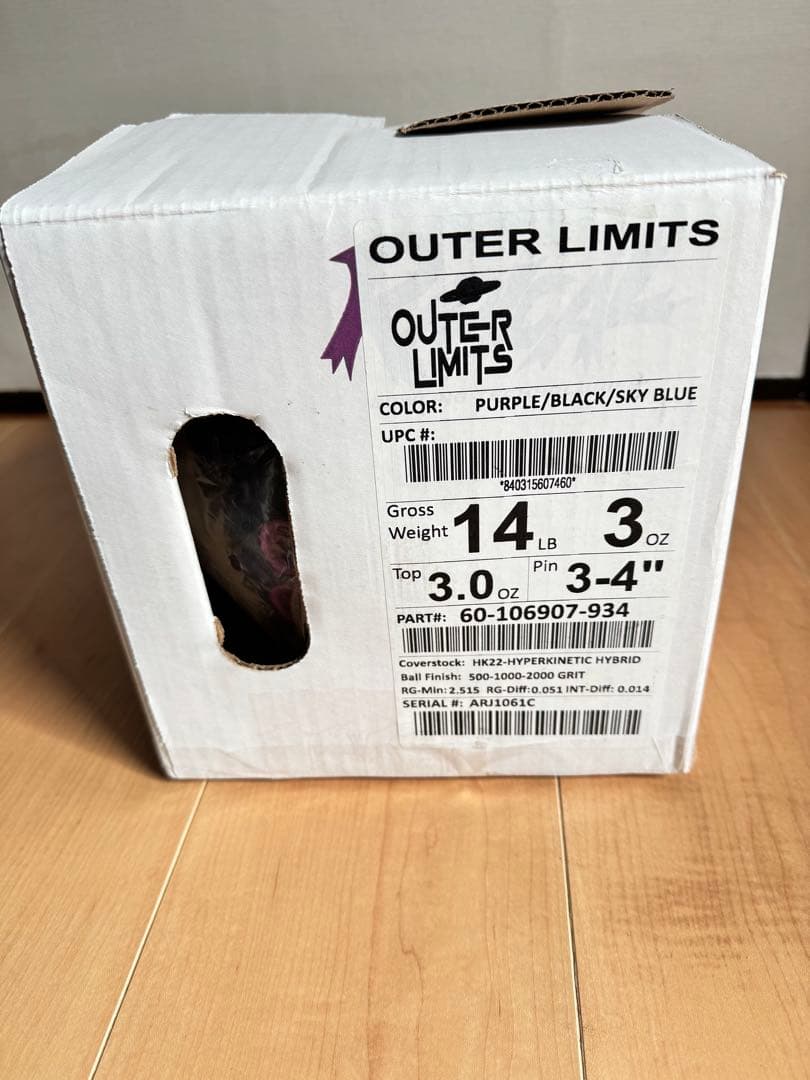 OUTER LIMITS
OUTER
LIMITS
COLOR: PURPLE/BLACK/SKY BLUE
UPC #:
*840315607460*
Gross
Weight 14 LB 3 OZ
Top 3.0 OZ Pin 3-4"
PART#: 60-106907-934
Coverstock: HK22-HYPERKINETIC HYBRID
Ball Finish: 500-1000-2000 GRIT
RG-Min: 2.515 RG-Diff: 0.051 INT-Diff: 0.014
SERIAL #: ARJ1061C